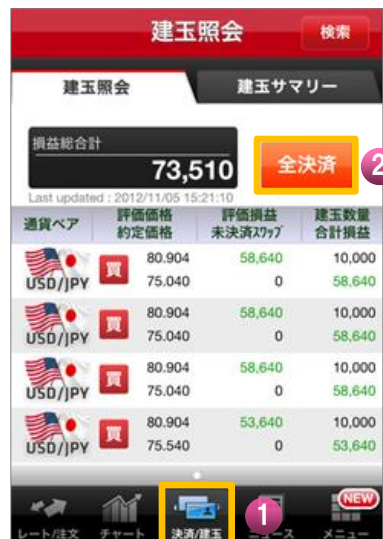 建玉照会
検索
建玉照会
建玉サマリー
損益総合計
73,510
全決済
2
Last updated : 2012/11/05 15:21:10
通貨ペア 評価価格 評価損益 建玉数量
約定価格 未決済スワップ 合計損益
USD/JPY 買 80.904 58,640 10,000
75.040 0 58,640
USD/JPY 買 80.904 58,640 10,000
75.040 0 58,640
USD/JPY 買 80.904 58,640 10,000
75.040 0 58,640
USD/JPY 買 80.904 53,640 10,000
75.540 0 53,640
1
NEW
レート/注文 チャート 決済/建玉 ニュース メニュー